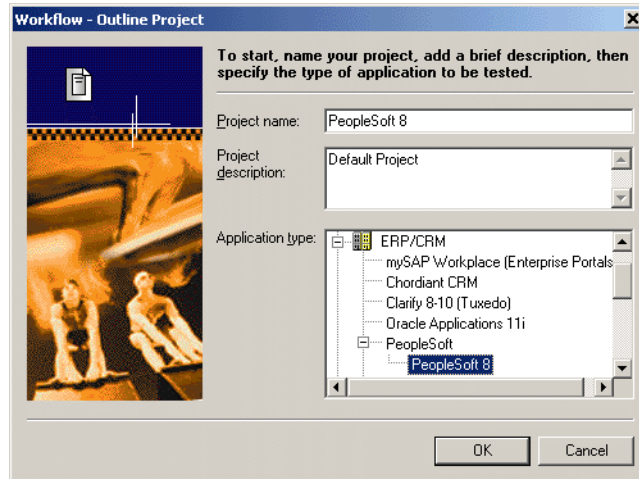 Workflow - Outline Project
To start, name your project, add a brief description, then
specify the type of application to be tested.
Project name:
PeopleSoft 8
Project
description:
Default Project
Application type:
ERP/CRM
mySAP Workplace (Enterprise Portals
Chordiant CRM
Clarify 8-10 (Tuxedo)
Oracle Applications 11i
PeopleSoft
PeopleSoft 8
OK
Cancel